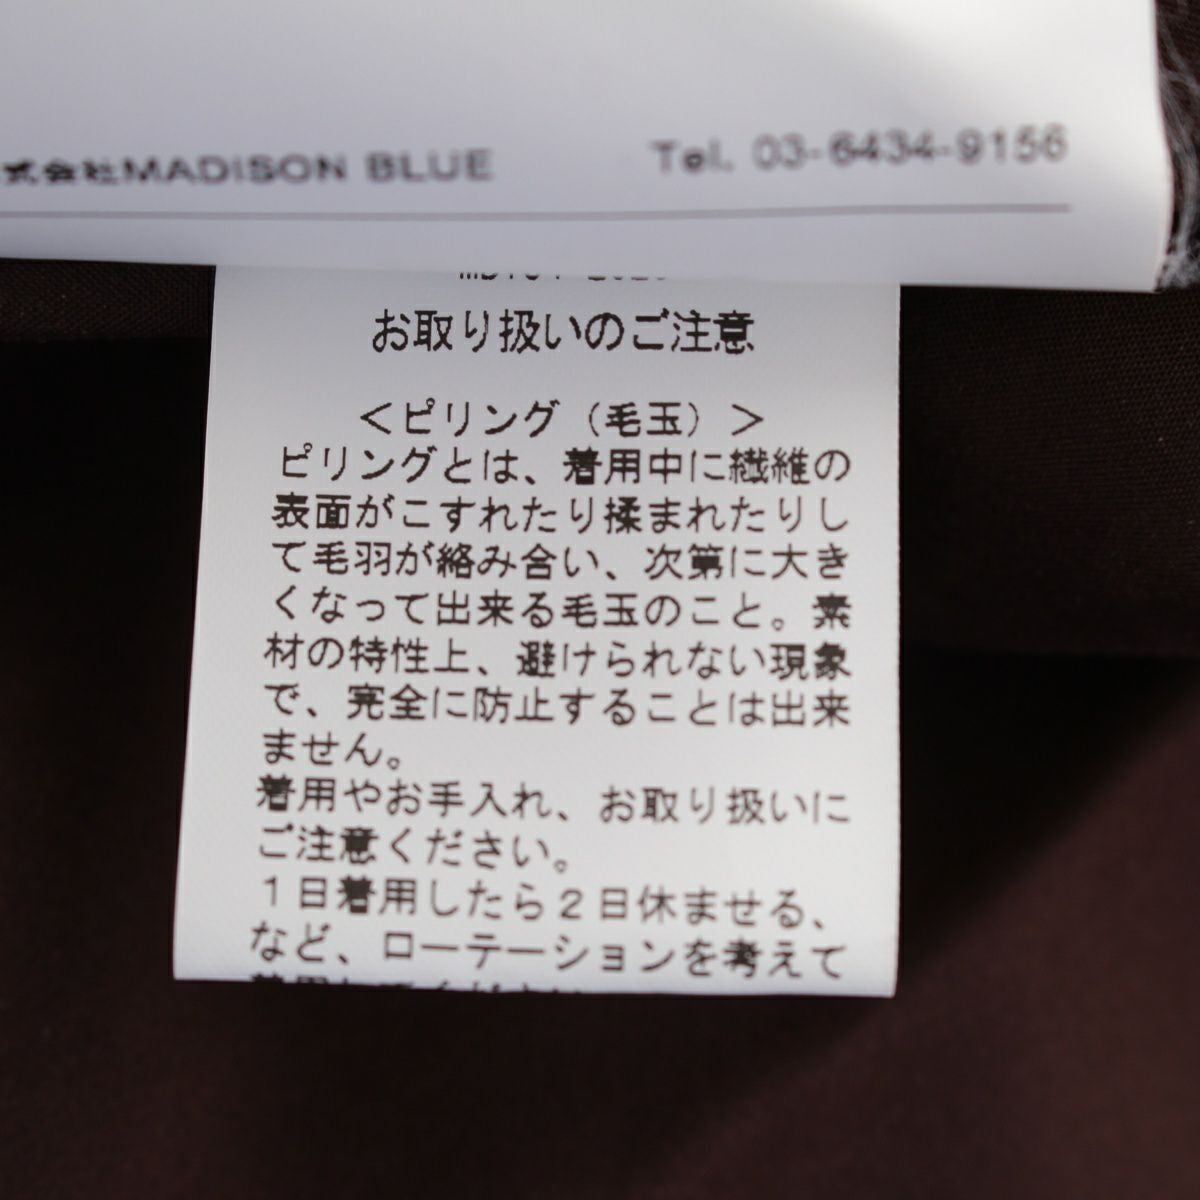 式会社MADISON BLUE Tel. 03-6434-9156
お取り扱いのご注意
＜ピリング（毛玉）＞
ピリングとは、着用中に繊維の
表面がこすれたり揉まれたりし
て毛羽が絡み合い、次第に大き
くなって出来る毛玉のこと。素
材の特性上、避けられない現象
で、完全に防止することは出来
ません。
着用やお手入れ、お取り扱いに
ご注意ください。
１日着用したら２日休ませる、
など、ローテーションを考えて